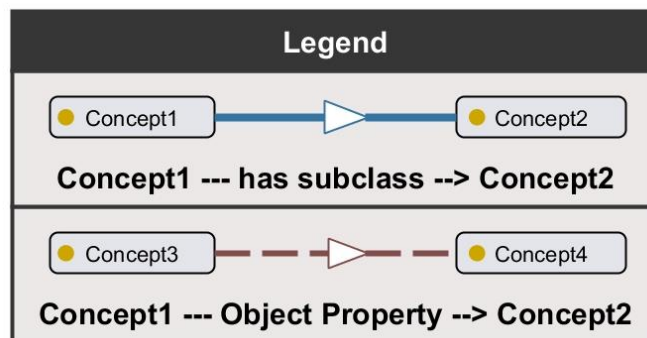 Legend
Concept1 Concept2
Concept1 --- has subclass --> Concept2
Concept3 Concept4
Concept1 --- Object Property --> Concept2